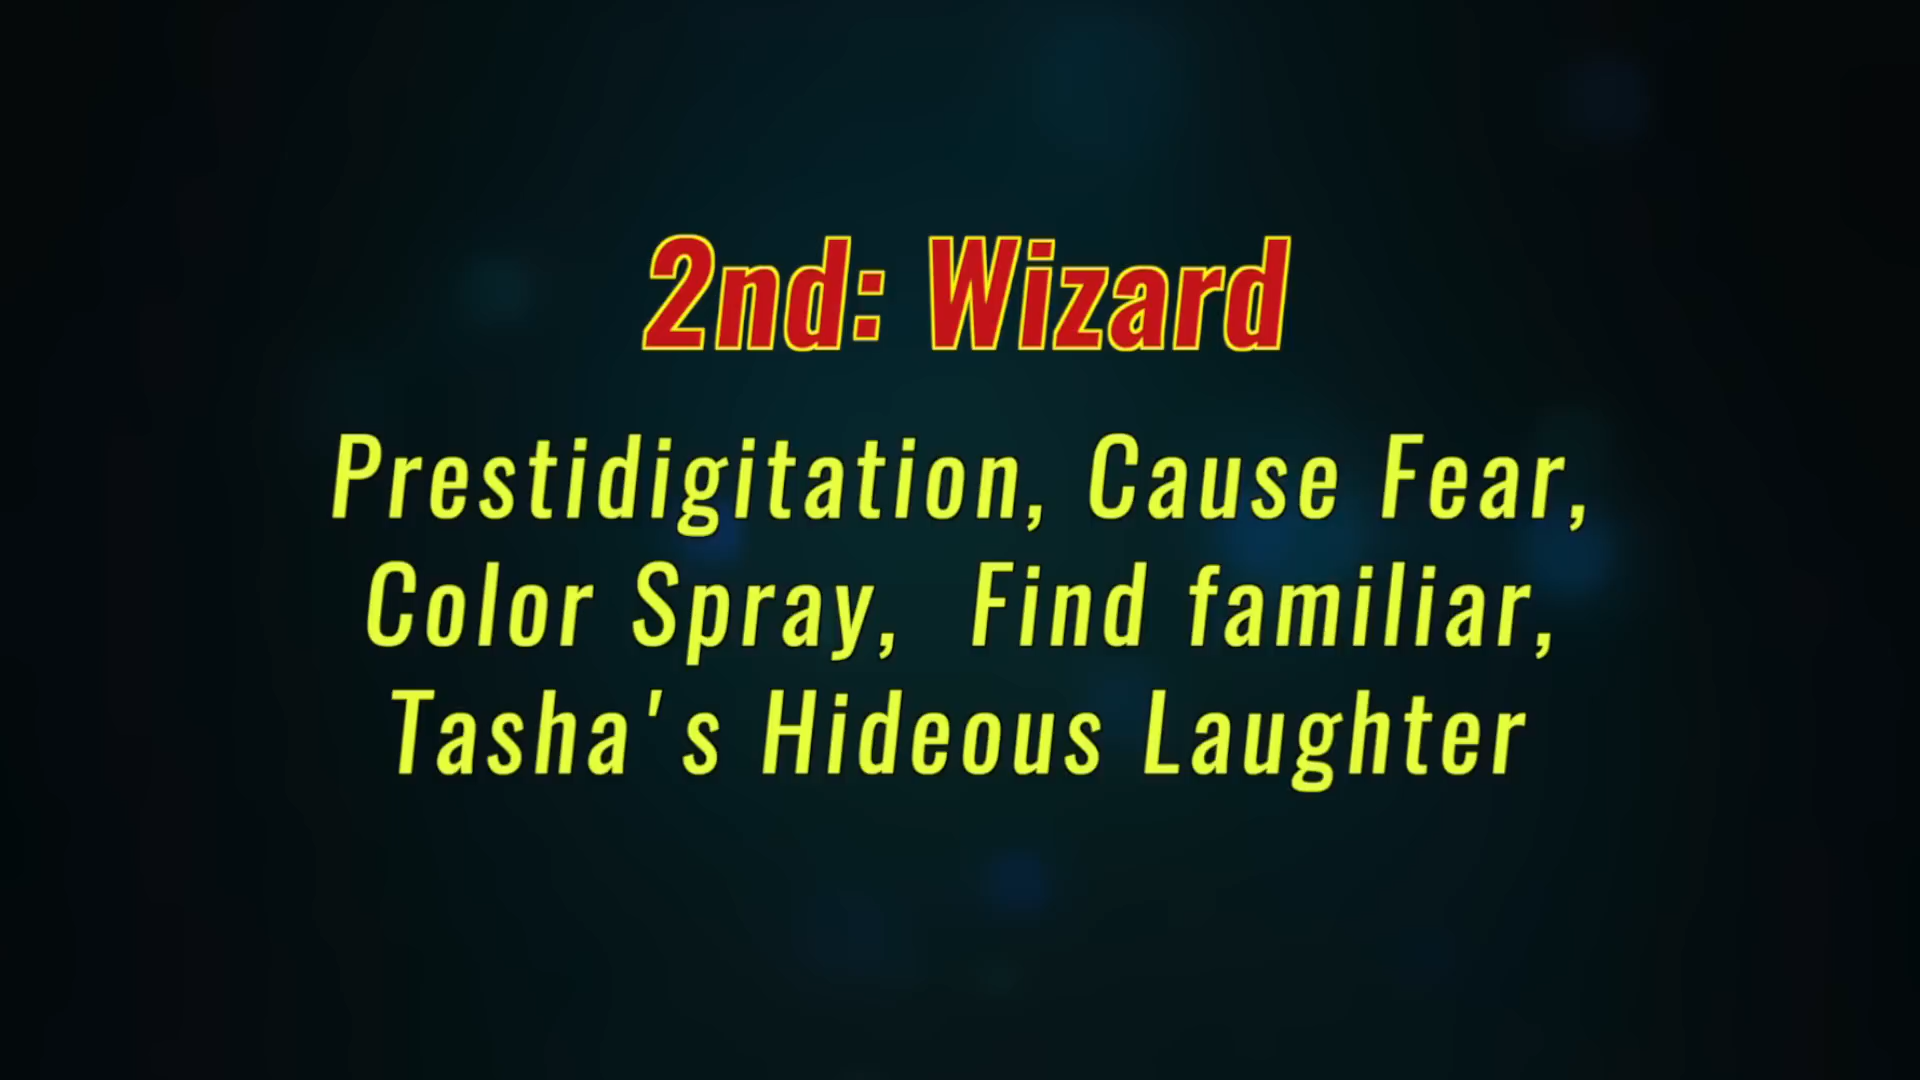 2nd: Wizard
Prestidigitation, Cause Fear,
Color Spray,  Find familiar,
Tasha's Hideous Laughter